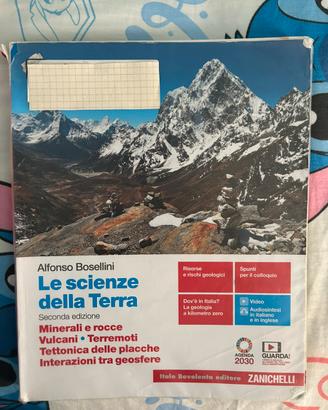 Alfonso Bosellini
Le scienze
della Terra
Seconda edizione
Minerali e rocce
Vulcani • Terremoti
Tettonica delle placche
Interazioni tra geosfere
Risorse
e rischi geologici
Spunti
per il colloquio
Dov'è in Italia?
La geologia
a kilometro zero
Video
Audiosintesi
in italiano
e in inglese
AGENDA
2030
GUARDA!
Italo Bovolenta editore
ZANICHELLI